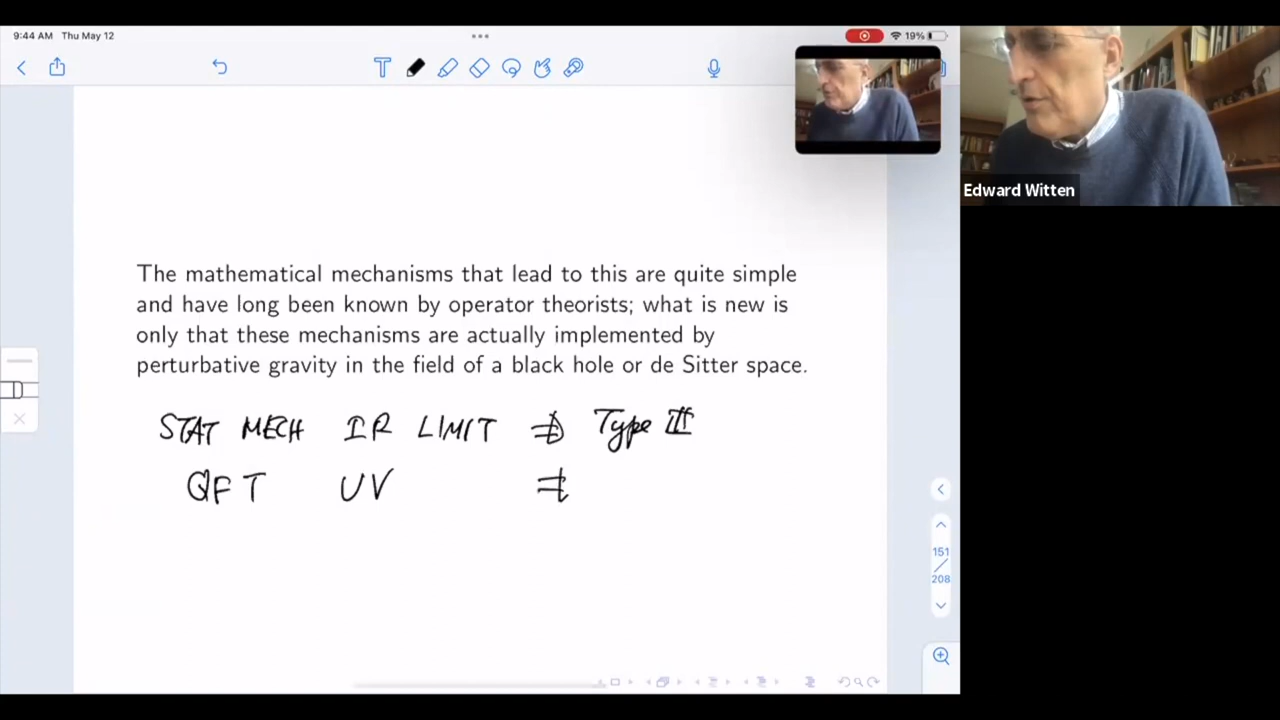 9:44 AM Thu May 12
19%
T
Edward Witten
The mathematical mechanisms that lead to this are quite simple
and have long been known by operator theorists; what is new is
only that these mechanisms are actually implemented by
perturbative gravity in the field of a black hole or de Sitter space.
STAT MECH IR LIMIT ⇒ Type III
QFT UV ⇒
151
208